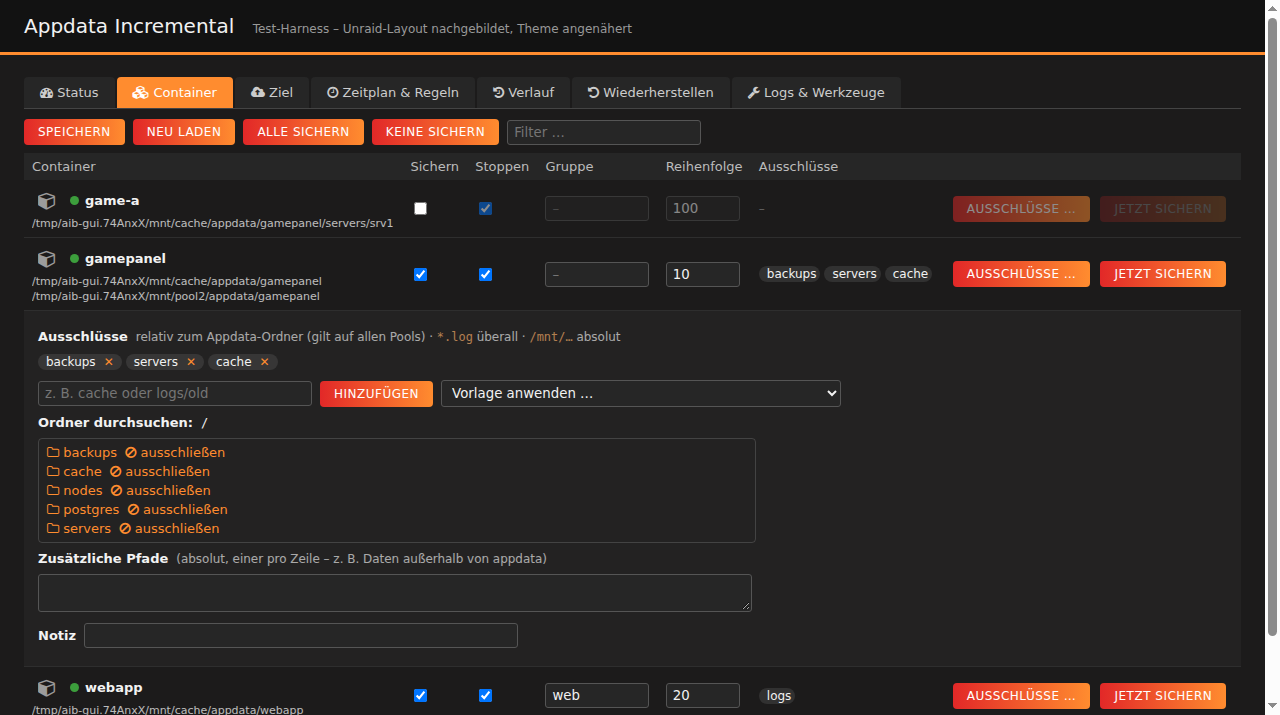 Appdata Incremental Test-Harness – Unraid-Layout nachgebildet, Theme angenähert
Status Container Ziel Zeitplan & Regeln Verlauf Wiederherstellen Logs & Werkzeuge
SPEICHERN NEU LADEN ALLE SICHERN KEINE SICHERN Filter ...
Container Sichern Stoppen Gruppe Reihenfolge Ausschlüsse
game-a – 100 – AUSSCHLÜSSE ... JETZT SICHERN
/tmp/aib-gui.74AnxX/mnt/cache/appdata/gamepanel/servers/srv1
gamepanel – 10 backups servers cache AUSSCHLÜSSE ... JETZT SICHERN
/tmp/aib-gui.74AnxX/mnt/cache/appdata/gamepanel
/tmp/aib-gui.74AnxX/mnt/pool2/appdata/gamepanel
Ausschlüsse relativ zum Appdata-Ordner (gilt auf allen Pools) · *.log überall · /mnt/… absolut
backups ✕ servers ✕ cache ✕
z. B. cache oder logs/old HINZUFÜGEN Vorlage anwenden ...
Ordner durchsuchen: /
backups ausschließen
cache ausschließen
nodes ausschließen
postgres ausschließen
servers ausschließen
Zusätzliche Pfade (absolut, einer pro Zeile – z. B. Daten außerhalb von appdata)
Notiz
webapp web 20 logs AUSSCHLÜSSE ... JETZT SICHERN
/tmp/aib-gui.74AnxX/mnt/cache/appdata/webapp